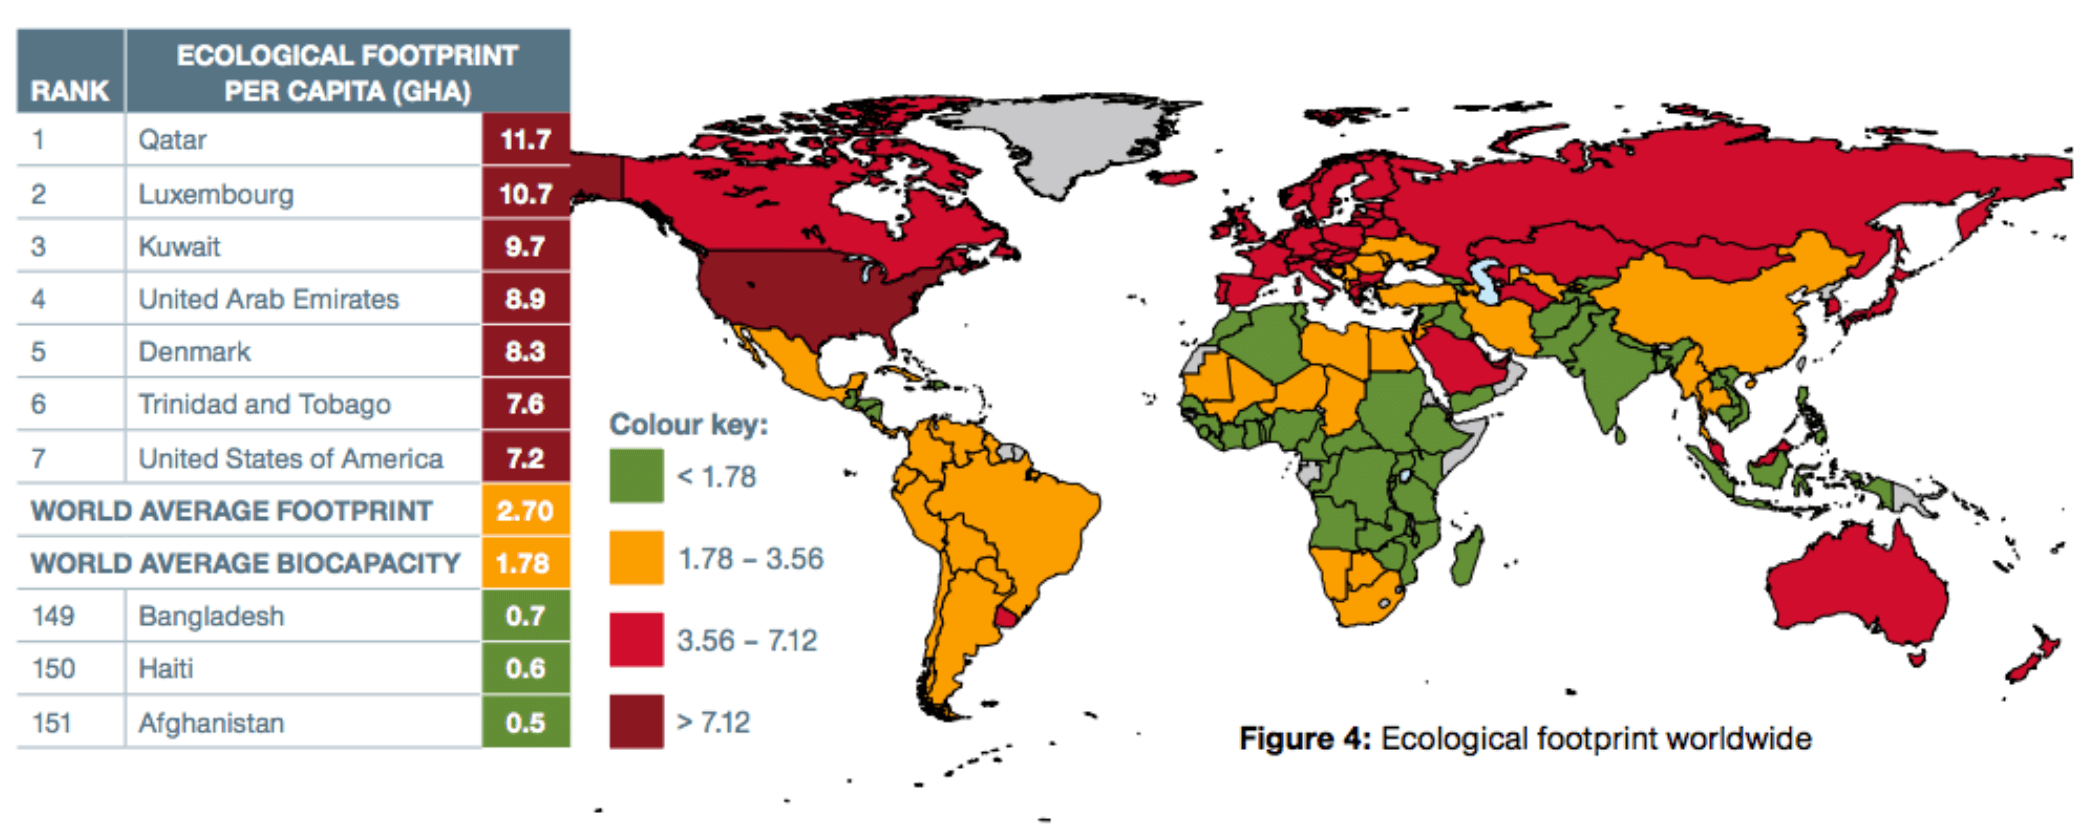 RANK ECOLOGICAL FOOTPRINT PER CAPITA (GHA)
1 Qatar 11.7
2 Luxembourg 10.7
3 Kuwait 9.7
4 United Arab Emirates 8.9
5 Denmark 8.3
6 Trinidad and Tobago 7.6
7 United States of America 7.2
WORLD AVERAGE FOOTPRINT 2.70
WORLD AVERAGE BIOCAPACITY 1.78
149 Bangladesh 0.7
150 Haiti 0.6
151 Afghanistan 0.5
Colour key:
< 1.78
1.78 – 3.56
3.56 – 7.12
> 7.12
Figure 4: Ecological footprint worldwide